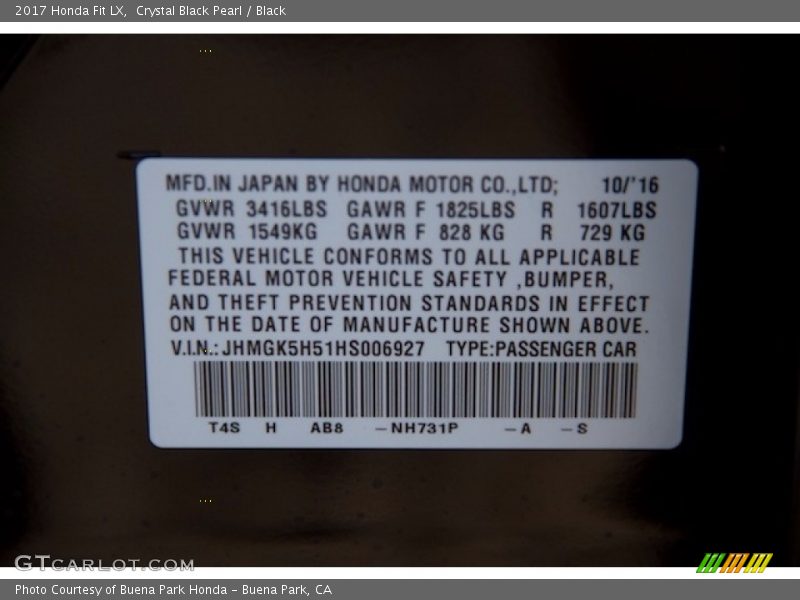 2017 Honda Fit LX,  Crystal Black Pearl / Black
MFD.IN JAPAN BY HONDA MOTOR CO.,LTD; 10/'16
GVWR 3416LBS GAWR F 1825LBS R 1607LBS
GVWR 1549KG GAWR F 828 KG R 729 KG
THIS VEHICLE CONFORMS TO ALL APPLICABLE
FEDERAL MOTOR VEHICLE SAFETY ,BUMPER,
AND THEFT PREVENTION STANDARDS IN EFFECT
ON THE DATE OF MANUFACTURE SHOWN ABOVE.
V.I.N.: JHMGK5H51HS006927 TYPE:PASSENGER CAR
T4S H AB8 -NH731P -A -S
GTCARLOT.COM
Photo Courtesy of Buena Park Honda - Buena Park, CA